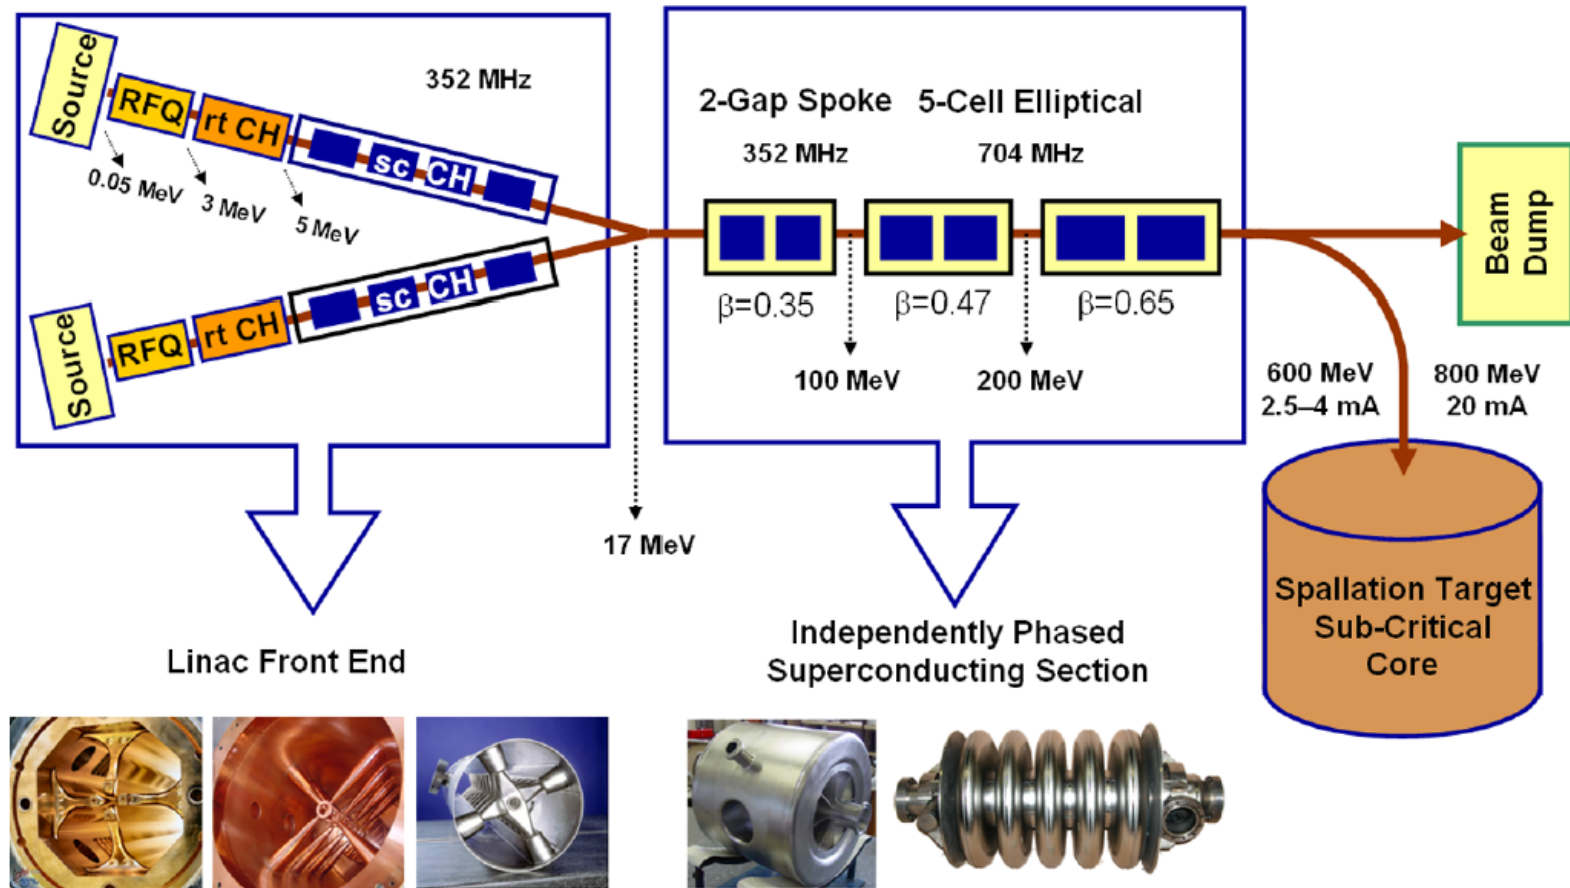 Source
RFQ
rt CH
sc CH
352 MHz
0.05 MeV
3 MeV
5 MeV
Source
RFQ
rt CH
sc CH
17 MeV
Linac Front End
2-Gap Spoke
352 MHz
5-Cell Elliptical
704 MHz
β=0.35
β=0.47
β=0.65
100 MeV
200 MeV
Independently Phased
Superconducting Section
Beam
Dump
600 MeV
2.5–4 mA
800 MeV
20 mA
Spallation Target
Sub-Critical
Core